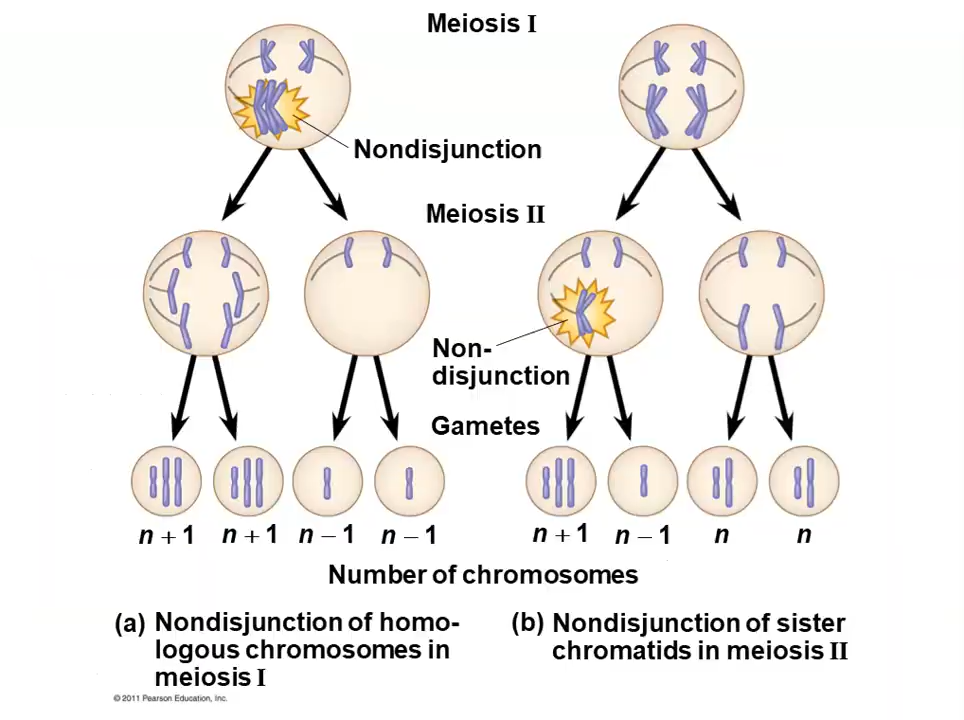 Meiosis I
Nondisjunction
Meiosis II
Non-
disjunction
Gametes
n + 1 n + 1 n − 1 n − 1 n + 1 n − 1 n n
Number of chromosomes
(a) Nondisjunction of homo-
logous chromosomes in
meiosis I
(b) Nondisjunction of sister
chromatids in meiosis II
© 2011 Pearson Education, Inc.